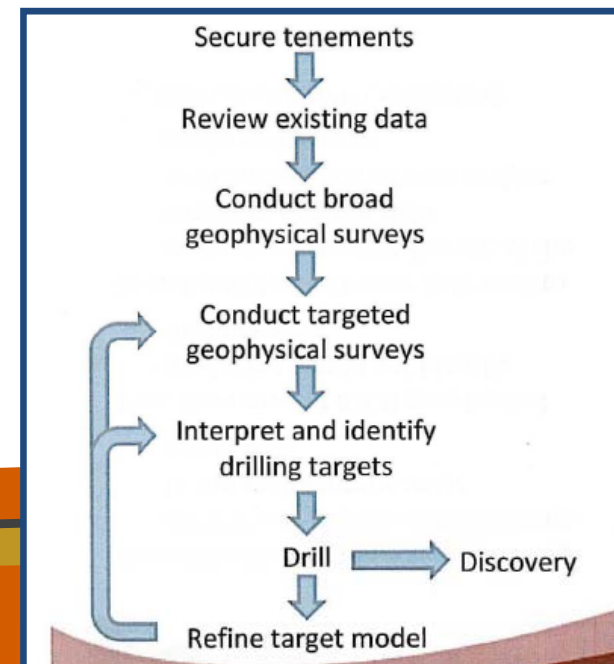 Secure tenements
Review existing data
Conduct broad
geophysical surveys
Conduct targeted
geophysical surveys
Interpret and identify
drilling targets
Drill
Discovery
Refine target model